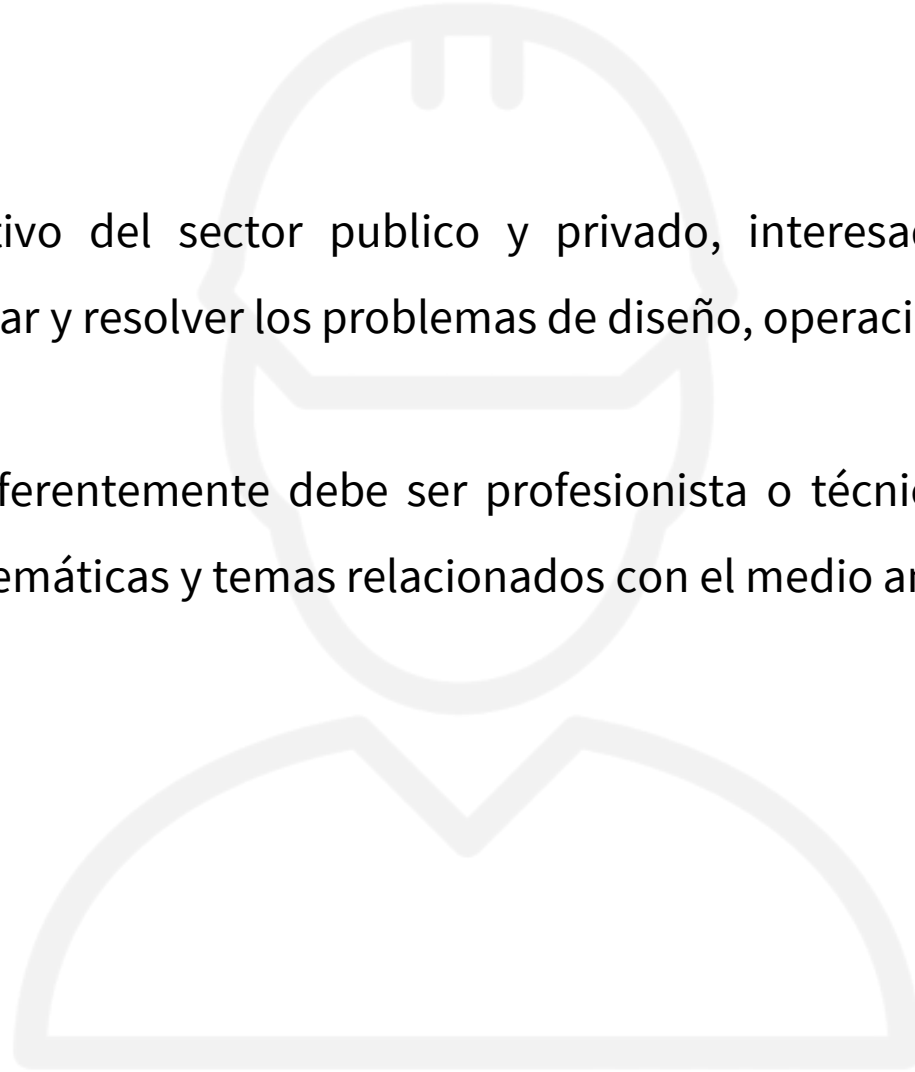 tivo del sector publico y privado, interesad
ar y resolver los problemas de diseño, operaci
ferentemente debe ser profesionista o técni
emáticas y temas relacionados con el medio a